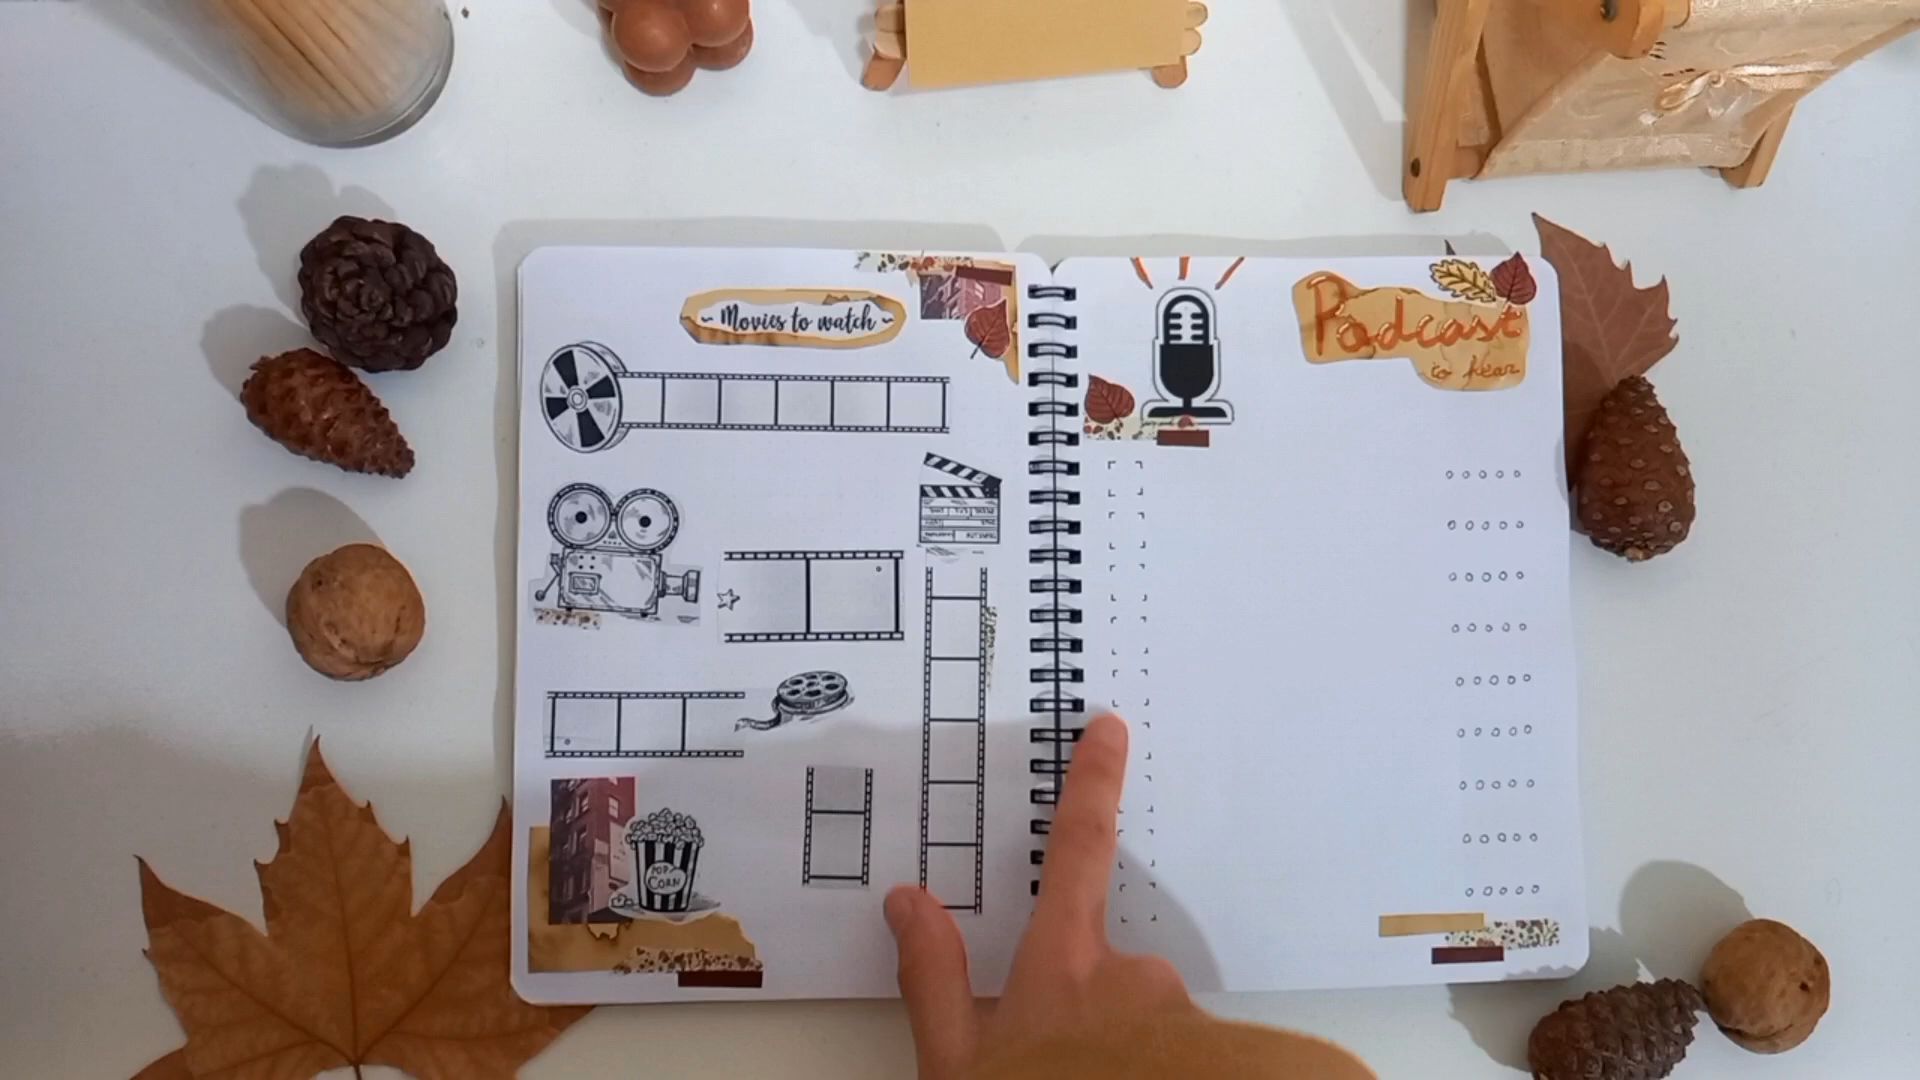 ~ Movies to watch ~
Podcast
to hear
POP
CORN